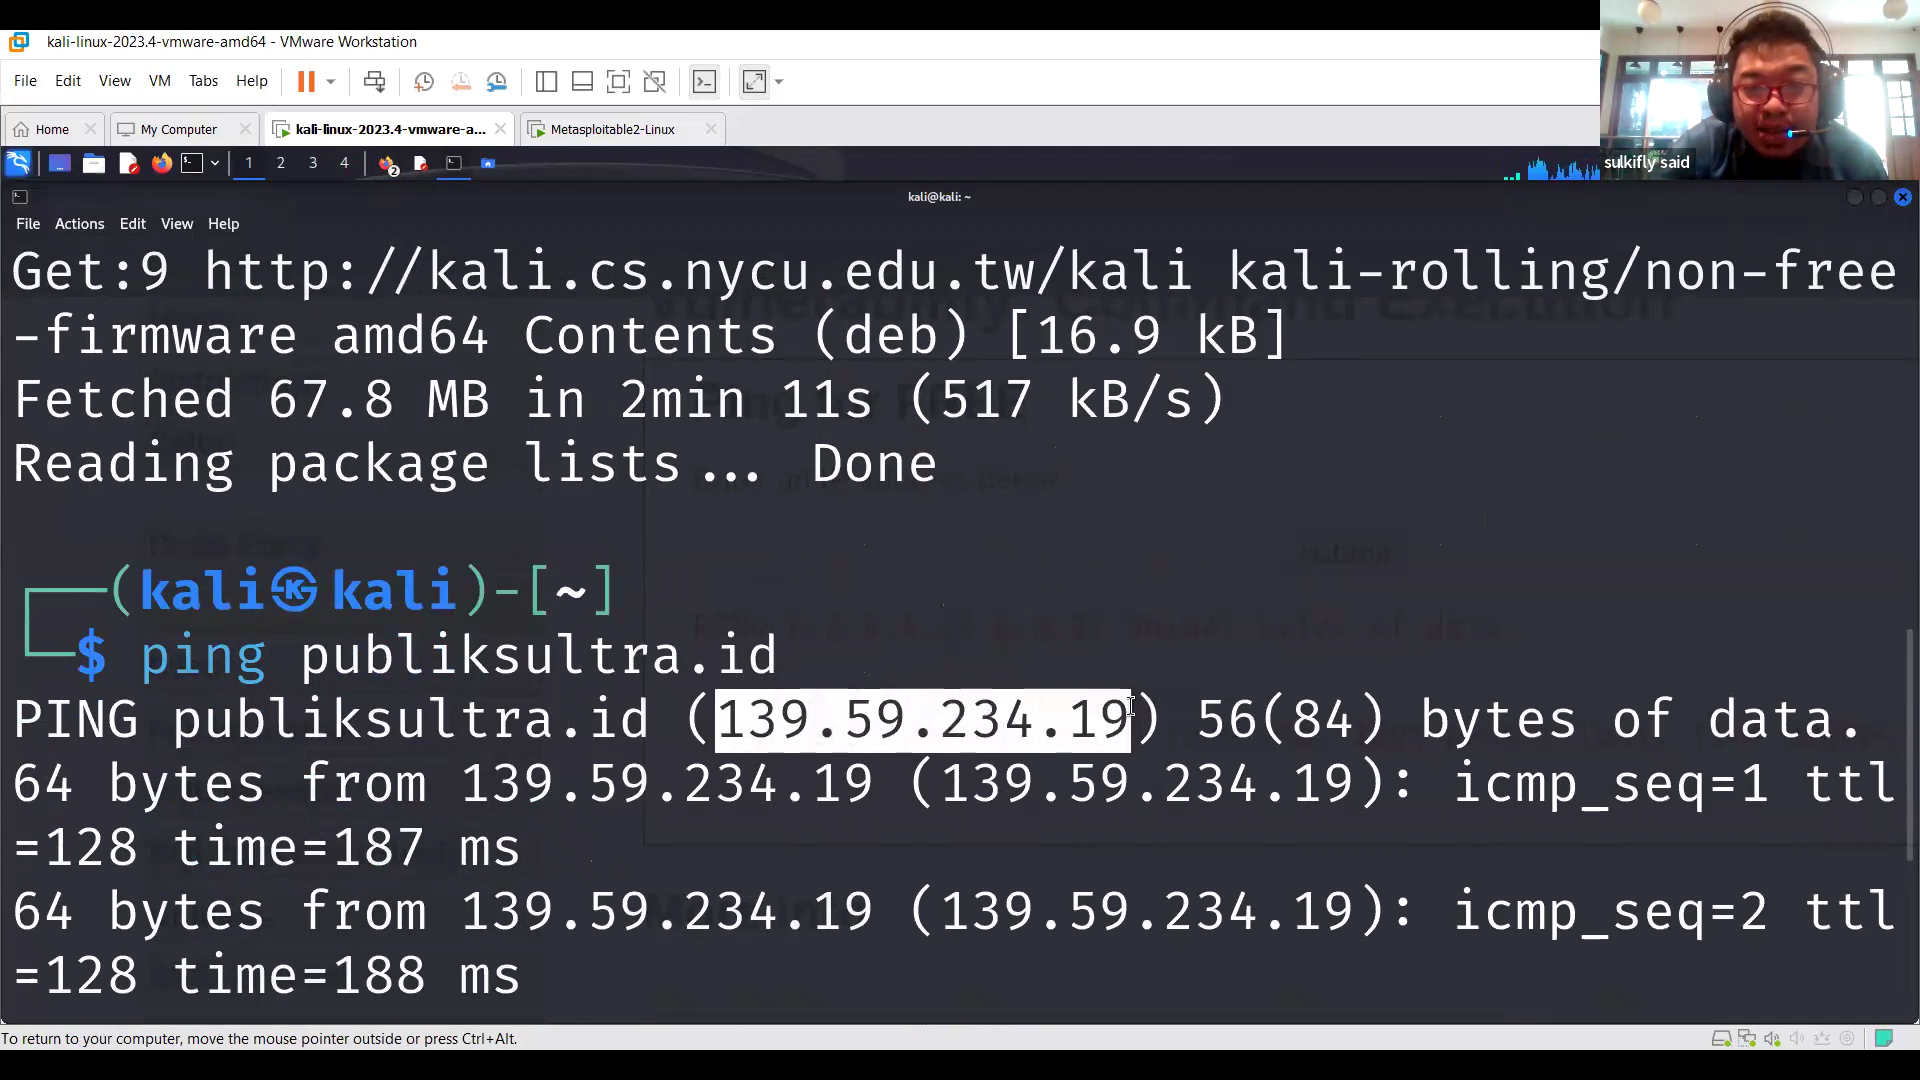 kali-linux-2023.4-vmware-amd64 - VMware Workstation
File Edit View VM Tabs Help
Home My Computer kali-linux-2023.4-vmware-a... Metasploitable2-Linux
1 2 3 4 2
sulkifly said
kali@kali: ~
File Actions Edit View Help
Get:9 http://kali.cs.nycu.edu.tw/kali kali-rolling/non-free
-firmware amd64 Contents (deb) [16.9 kB]
Fetched 67.8 MB in 2min 11s (517 kB/s)
Reading package lists... Done
(kali㉿kali)-[~]
$ ping publiksultra.id
PING publiksultra.id (139.59.234.19) 56(84) bytes of data.
64 bytes from 139.59.234.19 (139.59.234.19): icmp_seq=1 ttl
=128 time=187 ms
64 bytes from 139.59.234.19 (139.59.234.19): icmp_seq=2 ttl
=128 time=188 ms
To return to your computer, move the mouse pointer outside or press Ctrl+Alt.